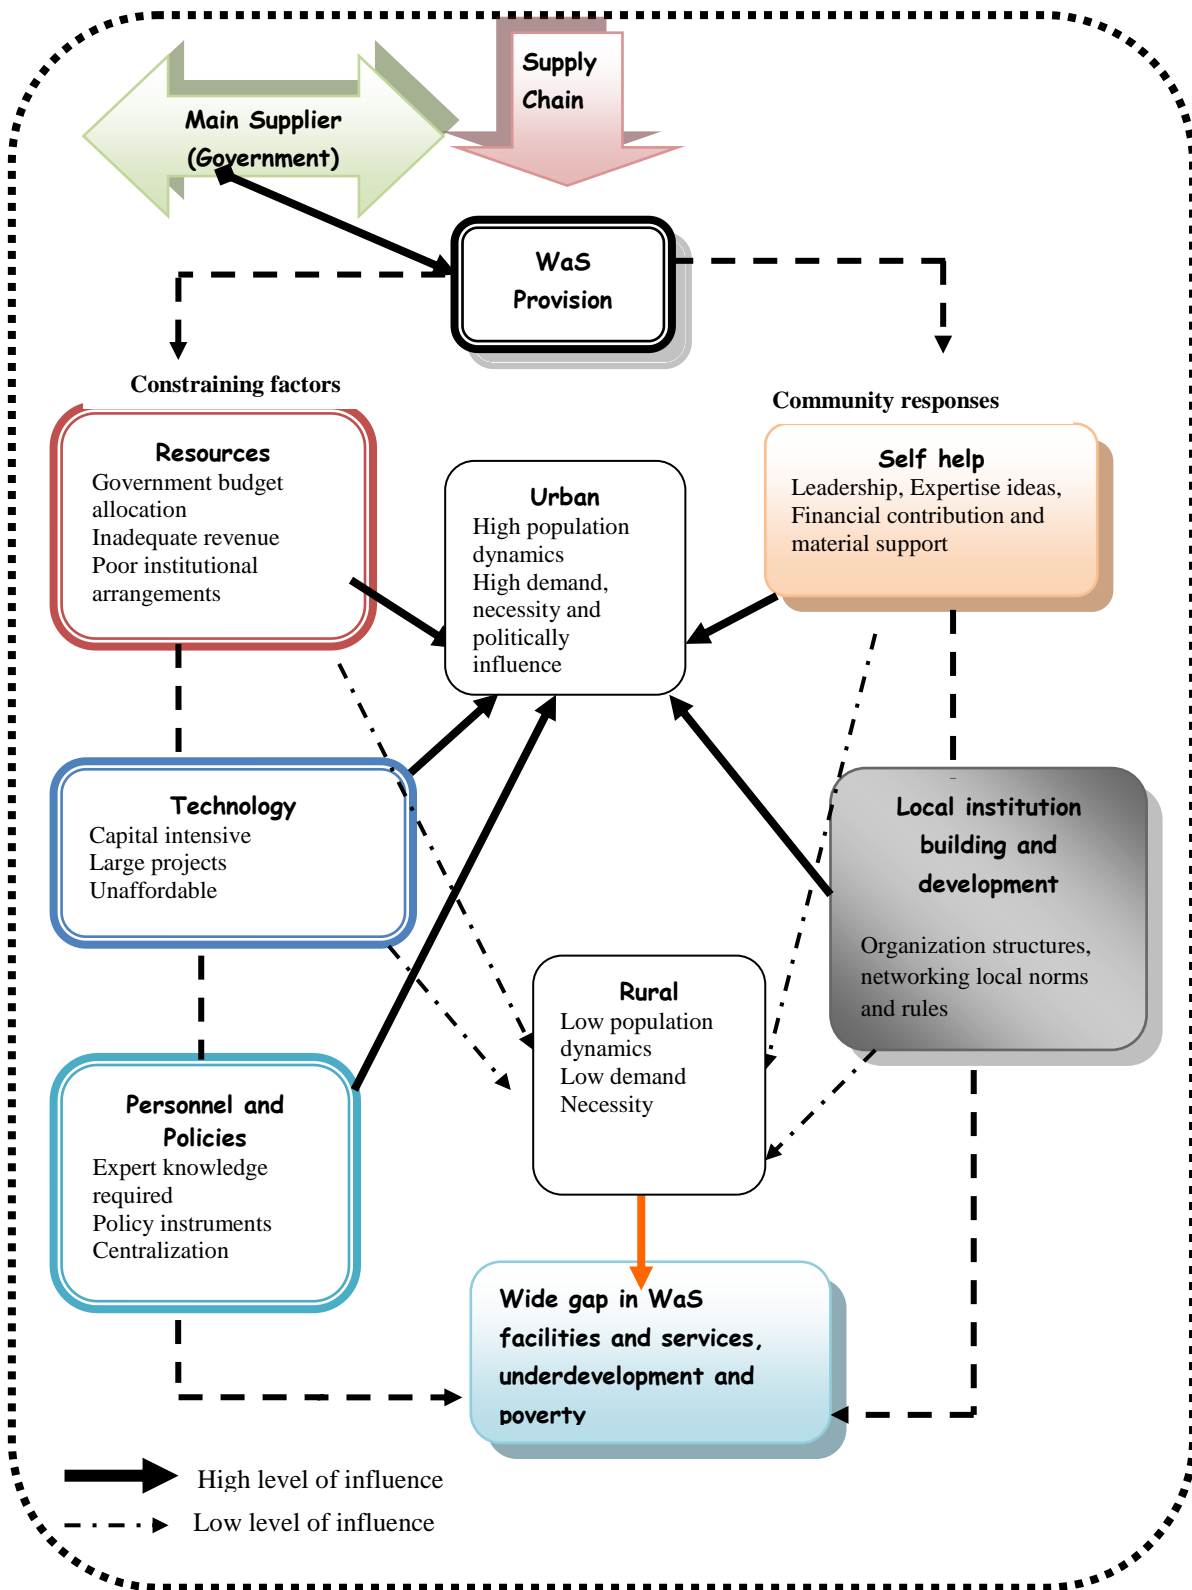 Main Supplier
(Government)
Supply
Chain
WaS
Provision
Constraining factors
Community responses
Resources
Government budget
allocation
Inadequate revenue
Poor institutional
arrangements
Urban
High population
dynamics
High demand,
necessity and
politically
influence
Self help
Leadership, Expertise ideas,
Financial contribution and
material support
Technology
Capital intensive
Large projects
Unaffordable
Local institution
building and
development
Organization structures,
networking local norms
and rules
Rural
Low population
dynamics
Low demand
Necessity
Personnel and
Policies
Expert knowledge
required
Policy instruments
Centralization
Wide gap in WaS
facilities and services,
underdevelopment and
poverty
High level of influence
Low level of influence